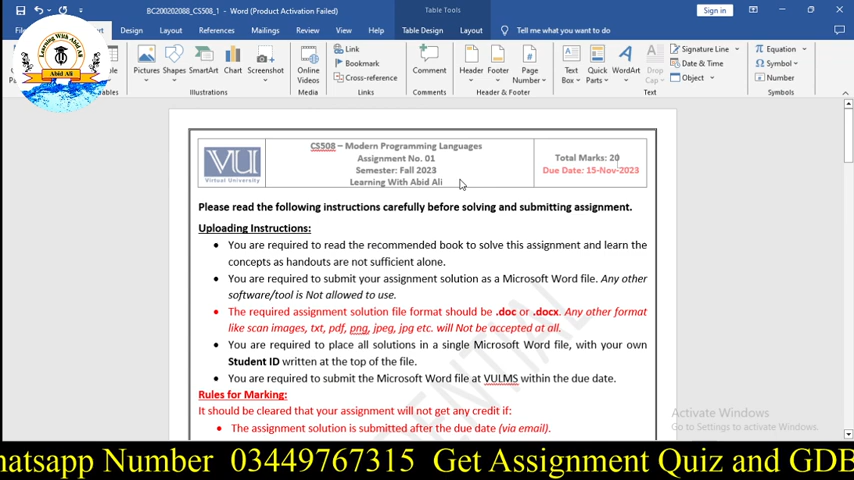 BC200202088_CS508_1 - Word (Product Activation Failed)
Table Tools
Sign in
Design Layout References Mailings Review View Help Table Design Layout Tell me what you want to do
Learning With Abid Ali
Abid Ali
Pictures Shapes SmartArt Chart Screenshot
Illustrations
Online Videos
Media
Link
Bookmark
Cross-reference
Links
Comment
Comments
Header Footer Page Number
Header & Footer
Text Box Quick Parts WordArt Drop Cap
Signature Line
Date & Time
Object
Text
Equation
Symbol
Number
Symbols
VU
Virtual University
CS508 – Modern Programming Languages
Assignment No. 01
Semester: Fall 2023
Learning With Abid Ali
Total Marks: 20
Due Date: 15-Nov-2023
Please read the following instructions carefully before solving and submitting assignment.
Uploading Instructions:
• You are required to read the recommended book to solve this assignment and learn the
concepts as handouts are not sufficient alone.
• You are required to submit your assignment solution as a Microsoft Word file. Any other
software/tool is Not allowed to use.
• The required assignment solution file format should be .doc or .docx. Any other format
like scan images, txt, pdf, png, jpeg, jpg etc. will Not be accepted at all.
• You are required to place all solutions in a single Microsoft Word file, with your own
Student ID written at the top of the file.
• You are required to submit the Microsoft Word file at VULMS within the due date.
Rules for Marking:
It should be cleared that your assignment will not get any credit if:
• The assignment solution is submitted after the due date (via email).
Activate Windows
Go to Settings to activate Windows.
hatsapp Number 03449767315 Get Assignment Quiz and GDB